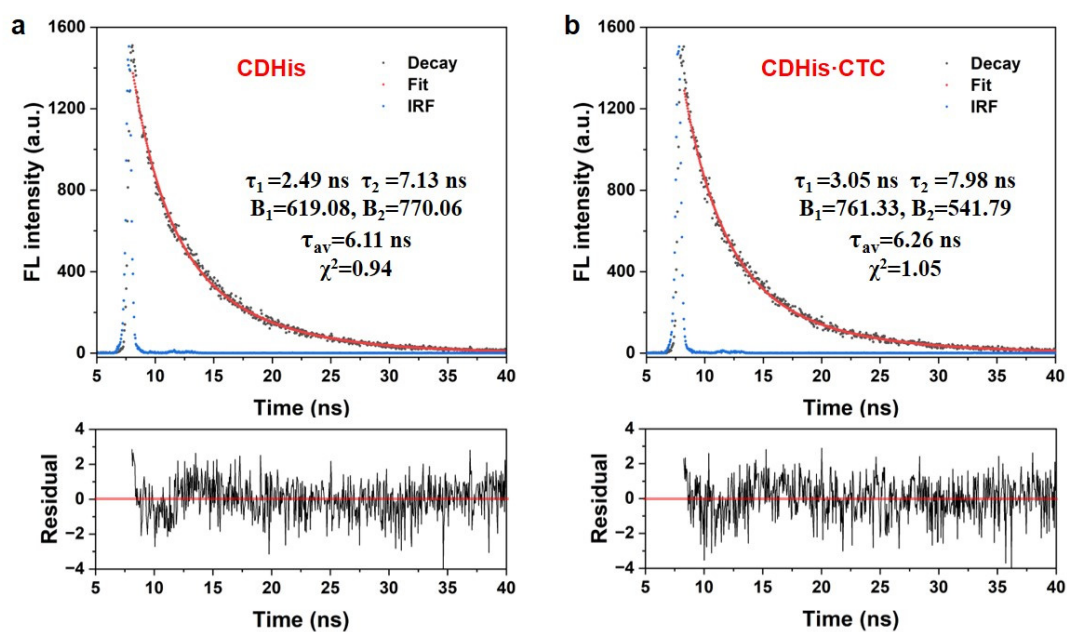 a
CDHis
Decay
Fit
IRF
τ₁=2.49 ns τ₂=7.13 ns
B₁=619.08, B₂=770.06
τav=6.11 ns
χ²=0.94
FL intensity (a.u.)
1600
1200
800
400
0
5 10 15 20 25 30 35 40
Time (ns)
Residual
4
2
0
−2
−4
5 10 15 20 25 30 35 40
Time (ns)
b
CDHis·CTC
Decay
Fit
IRF
τ₁=3.05 ns τ₂=7.98 ns
B₁=761.33, B₂=541.79
τav=6.26 ns
χ²=1.05
FL intensity (a.u.)
1600
1200
800
400
0
5 10 15 20 25 30 35 40
Time (ns)
Residual
4
2
0
−2
−4
5 10 15 20 25 30 35 40
Time (ns)